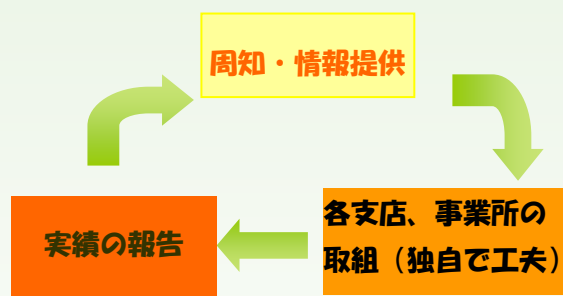 周知・情報提供
各支店、事業所の
取組（独自で工夫）
実績の報告